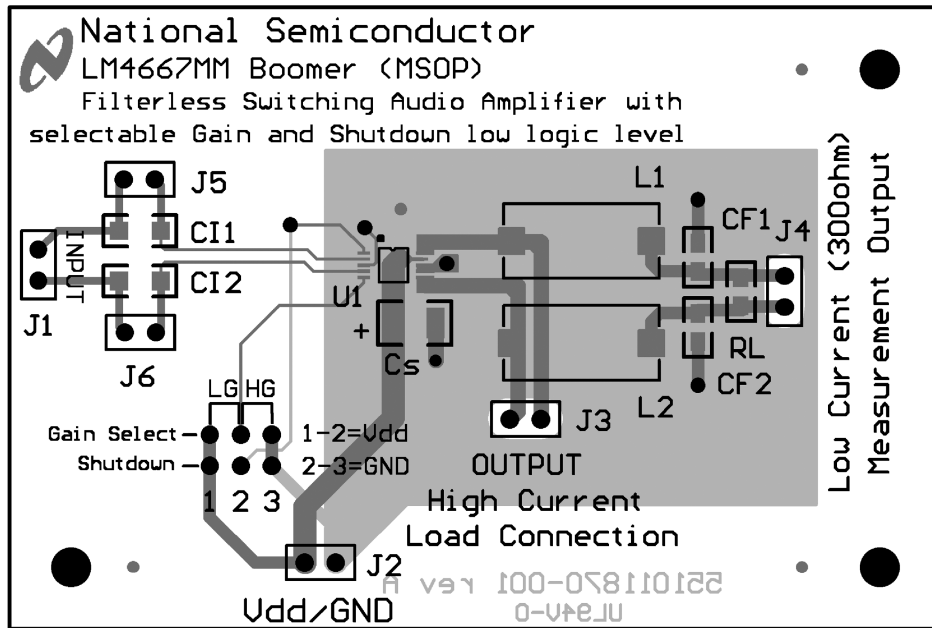 National Semiconductor
LM4667MM Boomer (MSOP)
Filterless Switching Audio Amplifier with
selectable Gain and Shutdown low logic level
J5
L1
CF1
J4
INPUT
CI1
CI2
U1
J1
+
Cs
J6
RL
CF2
L2
LG HG
J3
Gain Select
1-2=Vdd
Shutdown
2-3=GND
OUTPUT
1 2 3
High Current
Load Connection
J2
Vdd/GND
551011870-001 rev A
UL94V-0
Low Current (300ohm)
Measurement Output